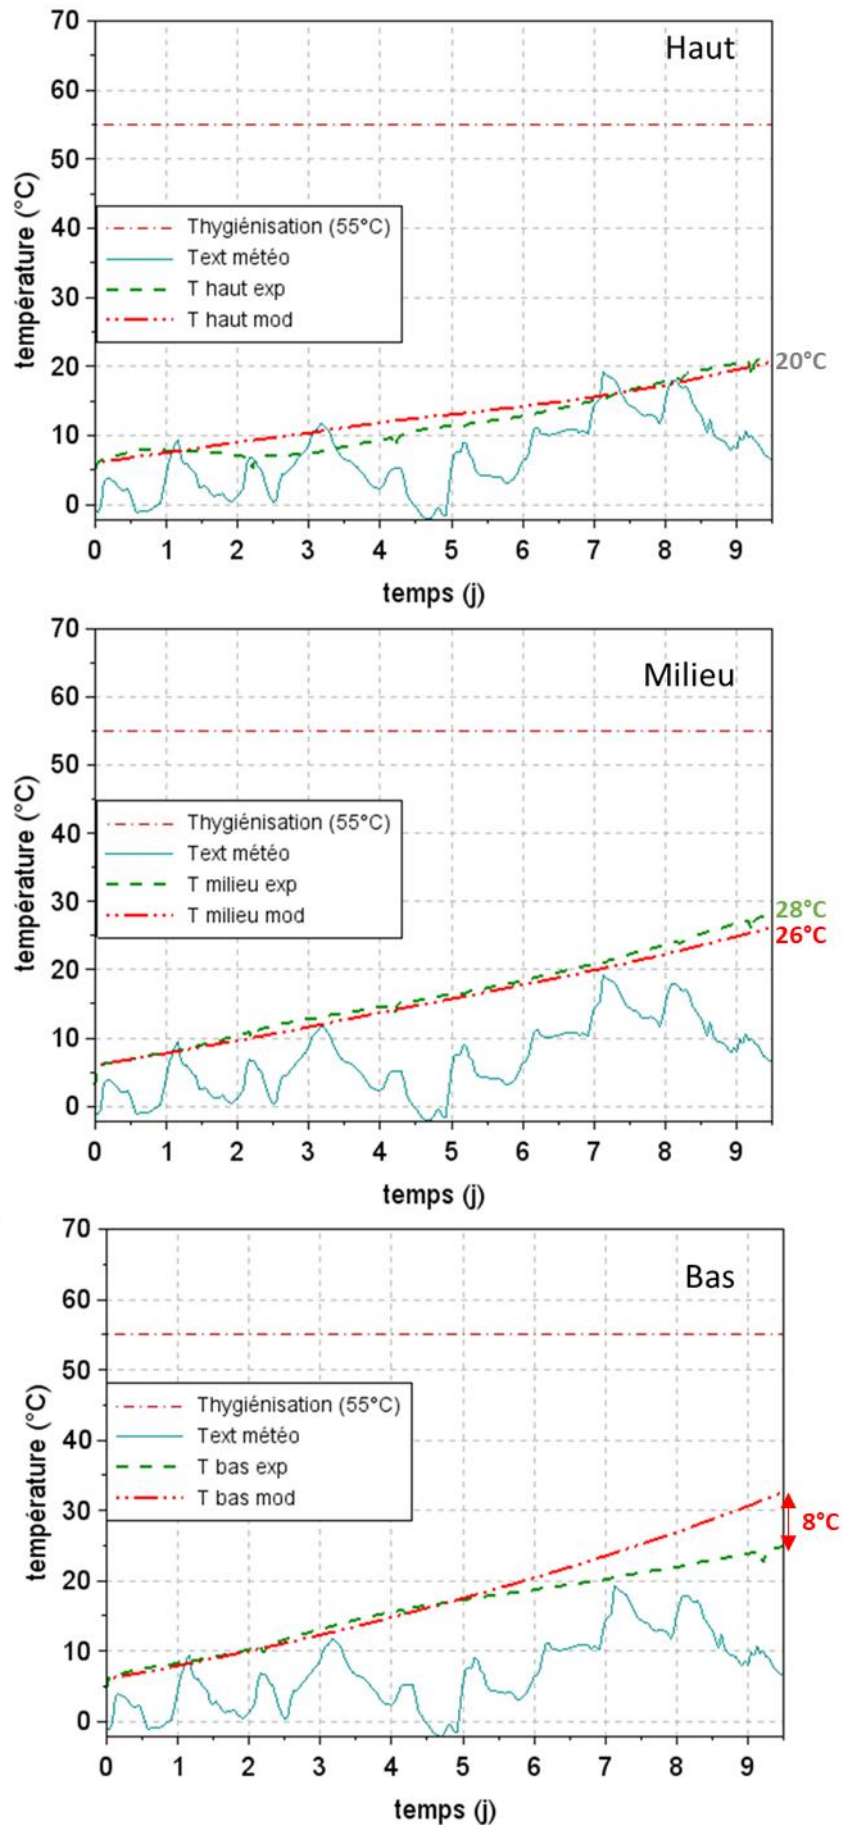 Haut
température (°C)
70
60
50
40
30
20
10
0
Thygiénisation (55°C)
Text météo
T haut exp
T haut mod
20°C
0 1 2 3 4 5 6 7 8 9
temps (j)
Milieu
température (°C)
70
60
50
40
30
20
10
0
Thygiénisation (55°C)
Text météo
T milieu exp
T milieu mod
28°C
26°C
0 1 2 3 4 5 6 7 8 9
temps (j)
Bas
température (°C)
70
60
50
40
30
20
10
0
Thygiénisation (55°C)
Text météo
T bas exp
T bas mod
8°C
0 1 2 3 4 5 6 7 8 9
temps (j)